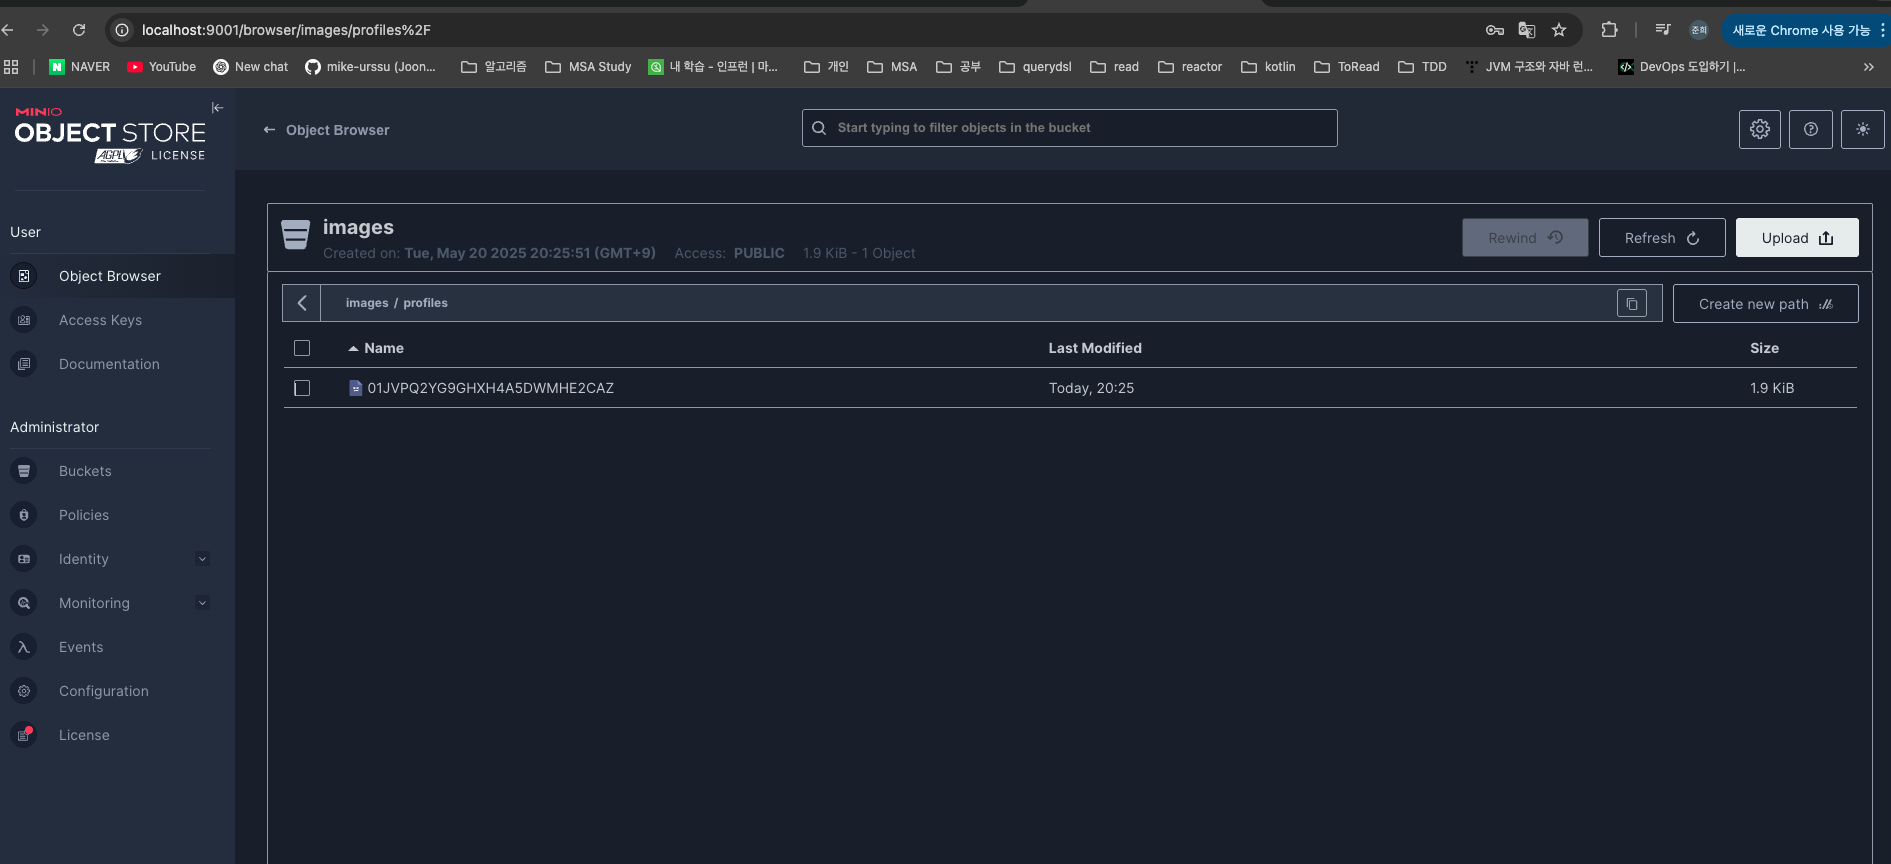 localhost:9001/browser/images/profiles%2F
준희
새로운 Chrome 사용 가능
NAVER
YouTube
New chat
mike-urssu (Joon...
알고리즘
MSA Study
내 학습 - 인프런 | 마...
개인
MSA
공부
querydsl
read
reactor
kotlin
ToRead
TDD
JVM 구조와 자바 런...
DevOps 도입하기 |...
MINIO
OBJECT STORE
AGPLv3 LICENSE
Object Browser
Start typing to filter objects in the bucket
User
Object Browser
Access Keys
Documentation
Administrator
Buckets
Policies
Identity
Monitoring
Events
Configuration
License
images
Created on: Tue, May 20 2025 20:25:51 (GMT+9) Access: PUBLIC 1.9 KiB - 1 Object
Rewind
Refresh
Upload
images / profiles
Create new path
Name Last Modified Size
01JVPQ2YG9GHXH4A5DWMHE2CAZ Today, 20:25 1.9 KiB